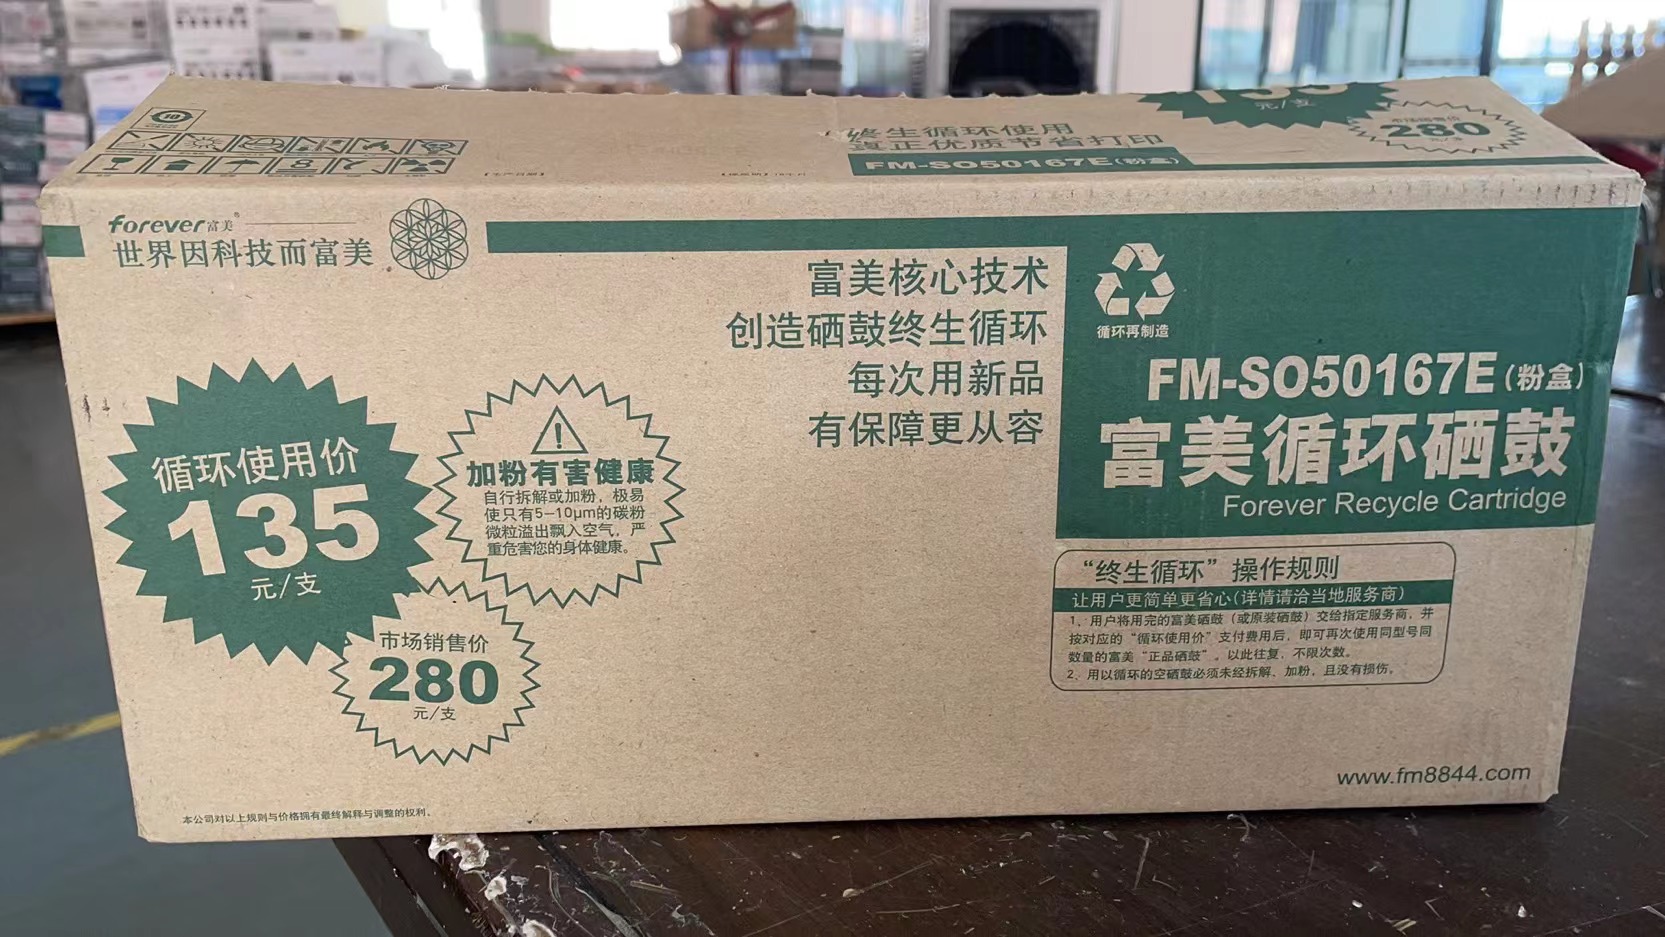 终生循环使用
真正优质节省打印
FM-SO50167E(粉盒)
135
元/支
市场销售价
280
元/支
forever富美®
世界因科技而富美
富美核心技术
创造硒鼓终生循环
每次用新品
有保障更从容
循环再制造
FM-SO50167E(粉盒)
富美循环硒鼓
Forever Recycle Cartridge
循环使用价
135
元/支
加粉有害健康
自行拆解或加粉，极易
使只有5-10μm的碳粉
微粒溢出飘入空气，严
重危害您的身体健康。
市场销售价
280
元/支
“终生循环”操作规则
让用户更简单更省心(详情请洽当地服务商)
1、用户将用完的富美硒鼓（或原装硒鼓）交给指定服务商，并
按对应的“循环使用价”支付费用后，即可再次使用同型号同
数量的富美“正品硒鼓”。以此往复，不限次数。
2、用以循环的空硒鼓必须未经拆解、加粉，且没有损伤。
www.fm8844.com
本公司对以上规则与价格拥有最终解释与调整的权利。